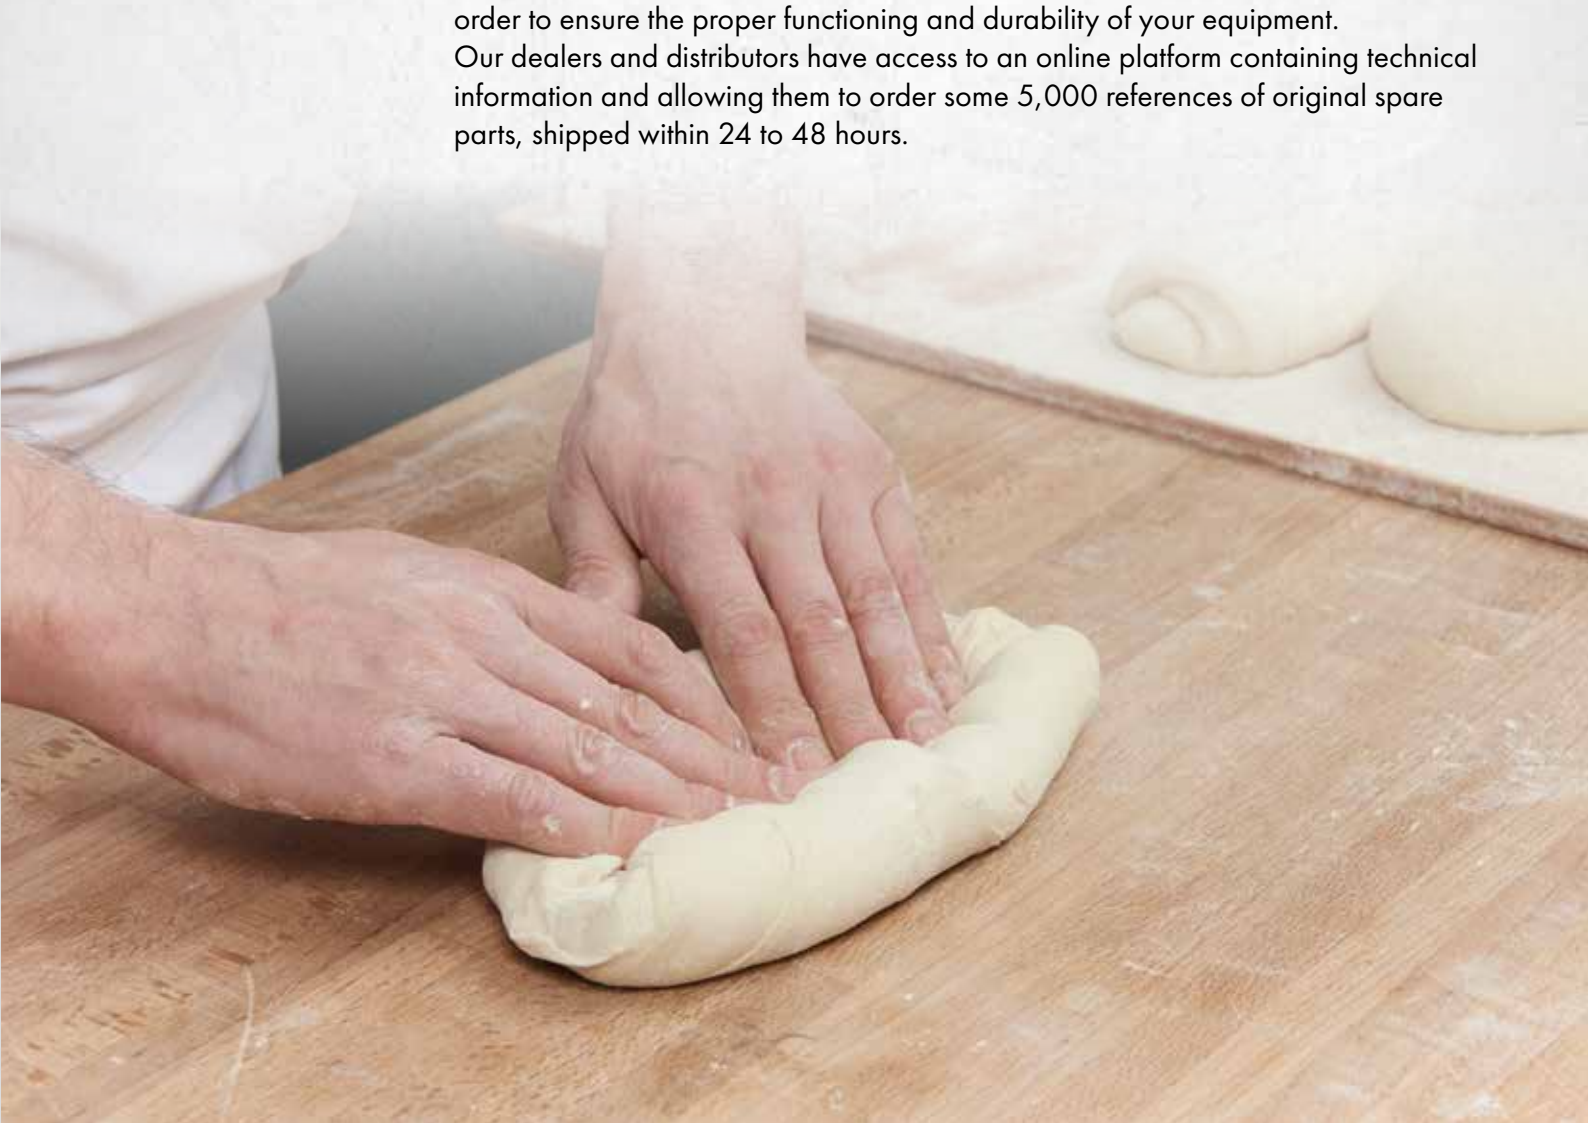 order to ensure the proper functioning and durability of your equipment.
Our dealers and distributors have access to an online platform containing technical
information and allowing them to order some 5,000 references of original spare
parts, shipped within 24 to 48 hours.